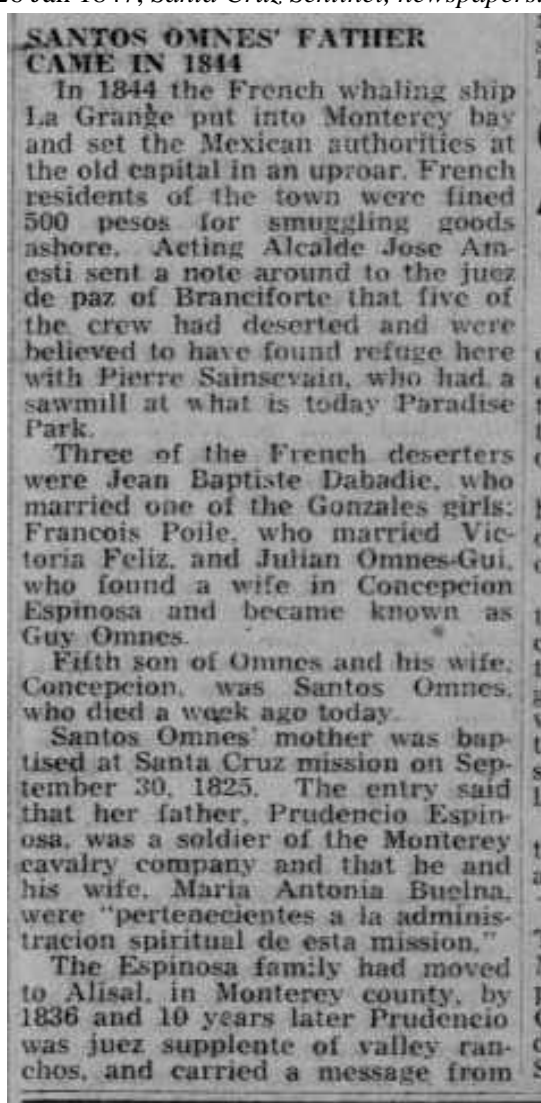 Jan 1847, Santa Cruz Sentinel, newspapers.
SANTOS OMNES' FATHER
CAME IN 1844
In 1844 the French whaling ship
La Grange put into Monterey bay
and set the Mexican authorities at
the old capital in an uproar. French
residents of the town were fined
500 pesos for smuggling goods
ashore. Acting Alcalde Jose Am-
esti sent a note around to the juez
de paz of Branciforte that five of
the crew had deserted and were
believed to have found refuge here
with Pierre Sainsevain, who had a
sawmill at what is today Paradise
Park.
Three of the French deserters
were Jean Baptiste Dabadie, who
married one of the Gonzales girls;
Francois Poile, who married Vic-
toria Feliz, and Julian Omnes-Gui,
who found a wife in Concepcion
Espinosa and became known as
Guy Omnes.
Fifth son of Omnes and his wife,
Concepcion, was Santos Omnes,
who died a week ago today.
Santos Omnes' mother was bap-
tised at Santa Cruz mission on Sep-
tember 30, 1825. The entry said
that her father, Prudencio Espin-
osa, was a soldier of the Monterey
cavalry company and that he and
his wife, Maria Antonia Buelna,
were "pertenecientes a la adminis-
tracion spiritual de esta mission."
The Espinosa family had moved
to Alisal, in Monterey county, by
1836 and 10 years later Prudencio
was juez supplente of valley ran-
chos, and carried a message from